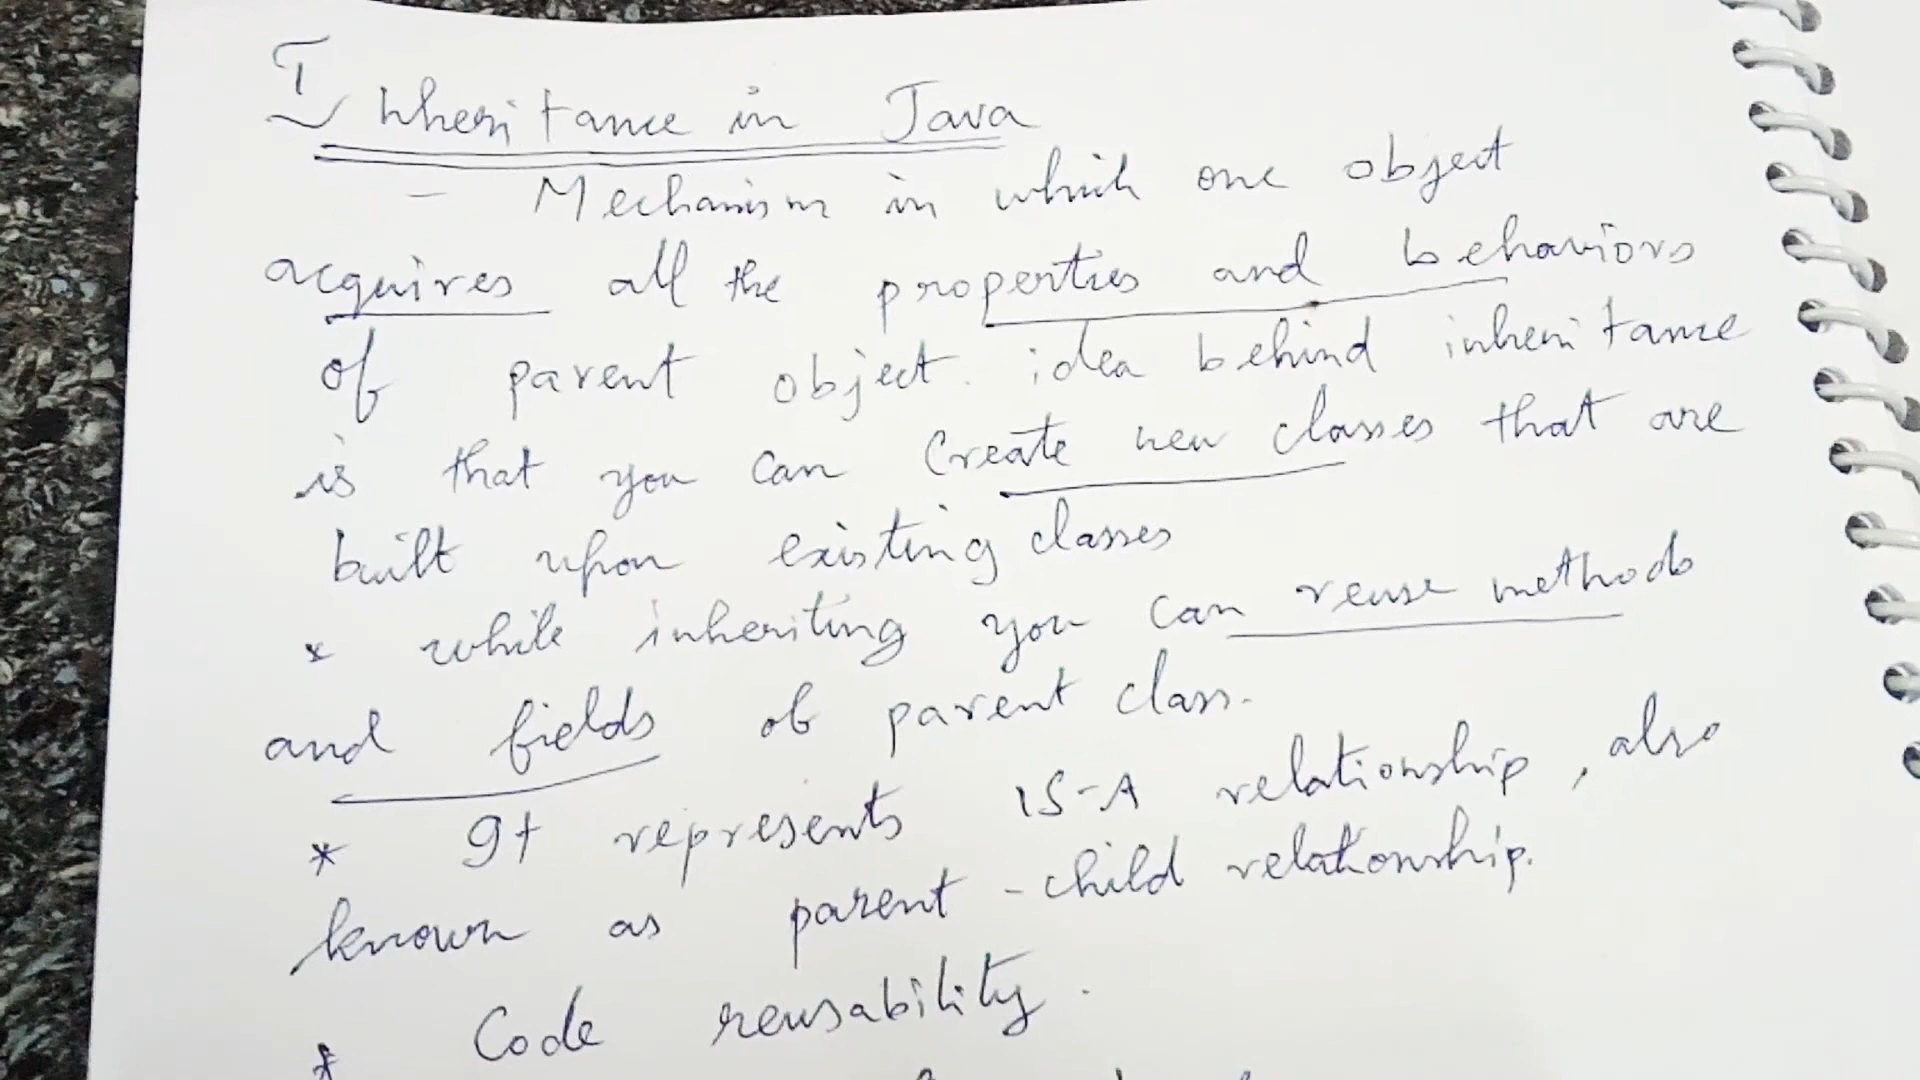 Inheritance in Java
- Mechanism in which one object
acquires all the properties and behaviors
of parent object. idea behind inheritance
is that you can Create new classes that are
built upon existing classes
* while inheriting you can reuse methods
and fields of parent class.
* It represents IS-A relationship, also
known as parent-child relationship.
* Code reusability.